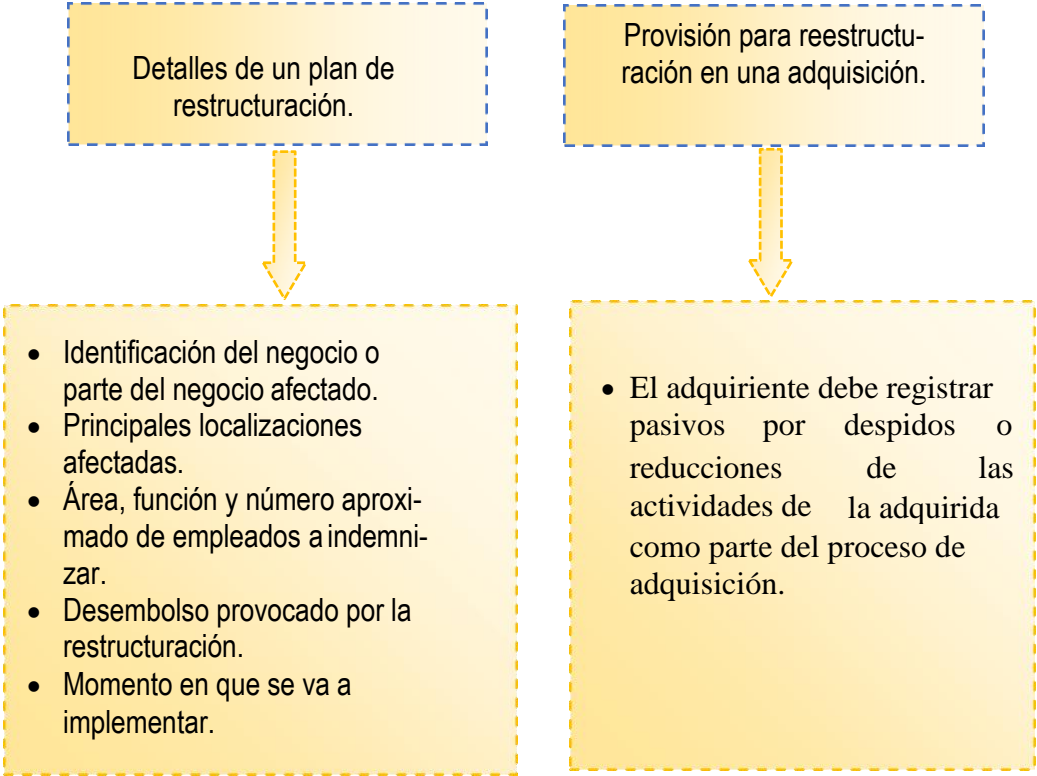 Detalles de un plan de
restructuración.
Provisión para reestructu-
ración en una adquisición.
• Identificación del negocio o
parte del negocio afectado.
• Principales localizaciones
afectadas.
• Área, función y número aproxi-
mado de empleados a indemni-
zar.
• Desembolso provocado por la
restructuración.
• Momento en que se va a
implementar.
• El adquiriente debe registrar
pasivos por despidos o
reducciones de las
actividades de la adquirida
como parte del proceso de
adquisición.